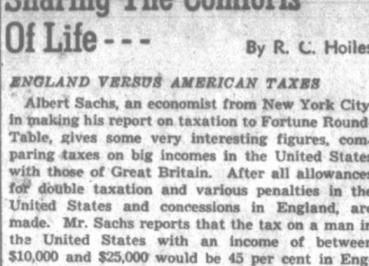 Sharing The Comforts
Of Life - - -
By R. C. Hoiles
ENGLAND VERSUS AMERICAN TAXES
Albert Sachs, an economist from New York City
in making his report on taxation to Fortune Round
Table, gives some very interesting figures, com
paring taxes on big incomes in the United States
with those of Great Britain. After all allowances
for double taxation and various penalties in the
United States and concessions in England, are
made. Mr. Sachs reports that the tax on a man in
the United States with an income of between
$10,000 and $25,000 would be 45 per cent in Eng